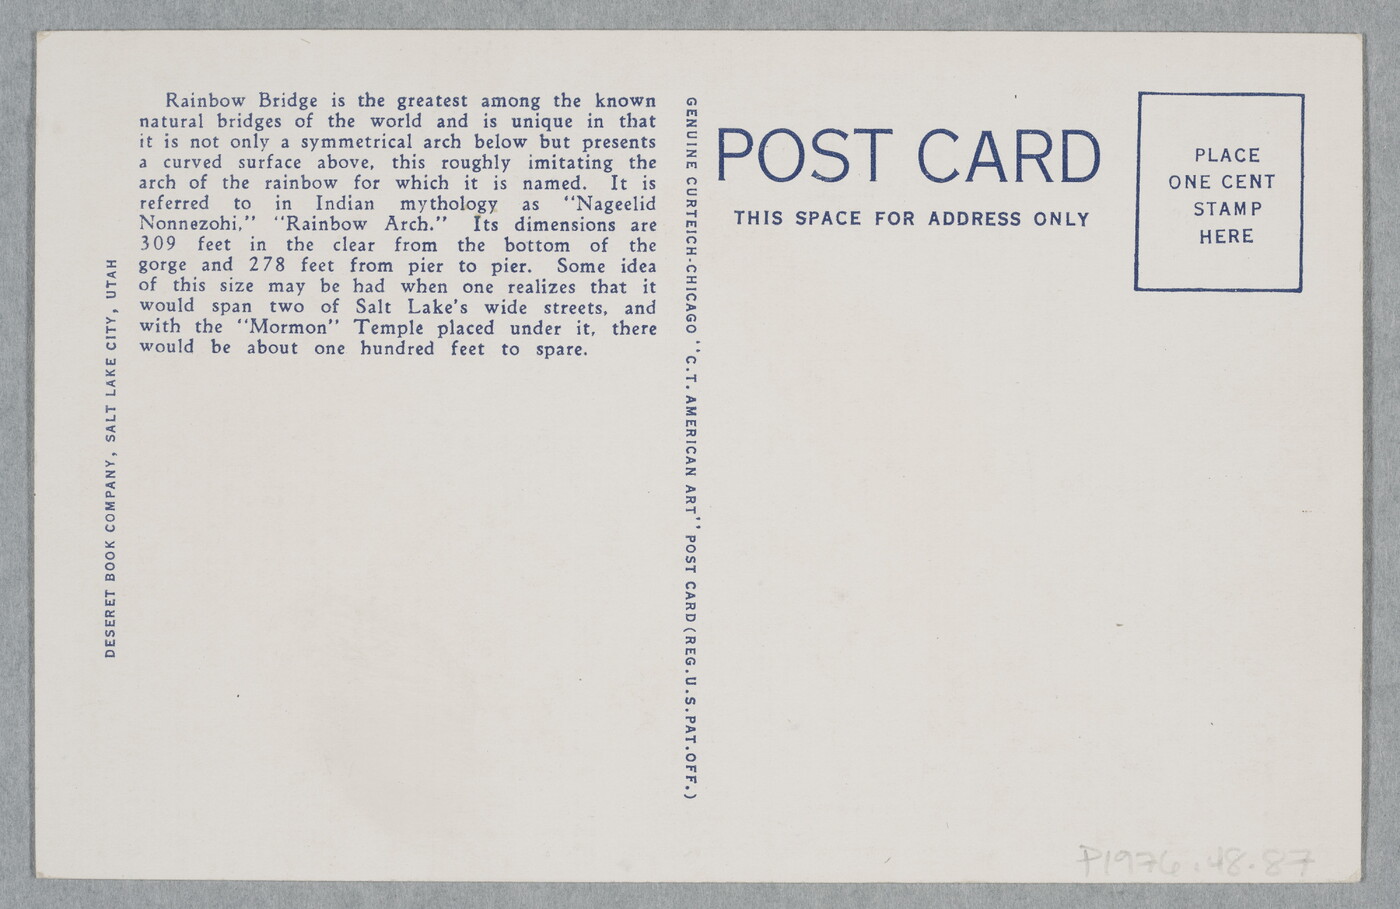 Rainbow Bridge is the greatest among the known
natural bridges of the world and is unique in that
it is not only a symmetrical arch below but presents
a curved surface above, this roughly imitating the
arch of the rainbow for which it is named. It is
referred to in Indian mythology as "Nageelid
Nonnezohi," "Rainbow Arch." Its dimensions are
309 feet in the clear from the bottom of the
gorge and 278 feet from pier to pier. Some idea
of this size may be had when one realizes that it
would span two of Salt Lake's wide streets, and
with the "Mormon" Temple placed under it, there
would be about one hundred feet to spare.
DESERET BOOK COMPANY, SALT LAKE CITY, UTAH
GENUINE CURTEICH-CHICAGO "C.T. AMERICAN ART" POST CARD (REG. U.S. PAT. OFF.)
POST CARD
THIS SPACE FOR ADDRESS ONLY
PLACE
ONE CENT
STAMP
HERE
P1976.48.87